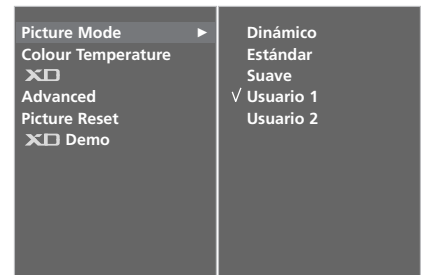 Picture Mode ►
Colour Temperature
XD
Advanced
Picture Reset
XD Demo
Dinámico
Estándar
Suave
√ Usuario 1
Usuario 2